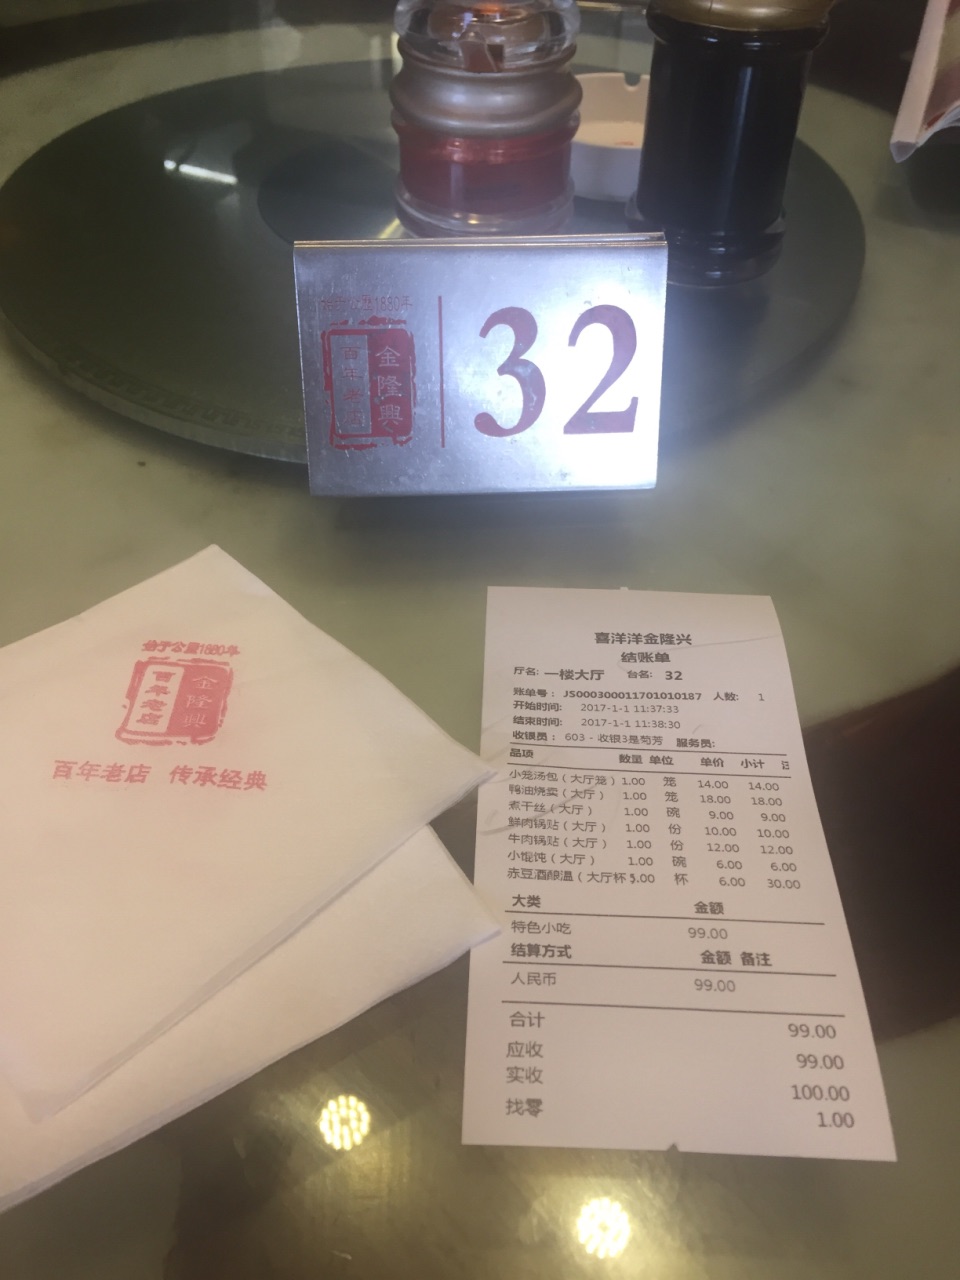 始于公歷1880年
百年老店
金隆興
32
始于公歷1880年
百年老店
金隆興
百年老店 传承经典
喜洋洋金隆兴
结账单
厅名: 一楼大厅 台名: 32
账单号: JS000300011701010187 人数: 1
开始时间: 2017-1-1 11:37:33
结束时间: 2017-1-1 11:38:30
收银员: 603 - 收银3是菊芳 服务员:
品项 数量 单位 单价 小计
小笼汤包(大厅笼) 1.00 笼 14.00 14.00
鸭油烧卖(大厅) 1.00 笼 18.00 18.00
煮干丝(大厅) 1.00 碗 9.00 9.00
鲜肉锅贴(大厅) 1.00 份 10.00 10.00
牛肉锅贴(大厅) 1.00 份 12.00 12.00
小馄饨(大厅) 1.00 碗 6.00 6.00
赤豆酒酿温(大厅杯 5.00 杯 6.00 30.00
大类 金额
特色小吃 99.00
结算方式 金额 备注
人民币 99.00
合计 99.00
应收 99.00
实收 100.00
找零 1.00